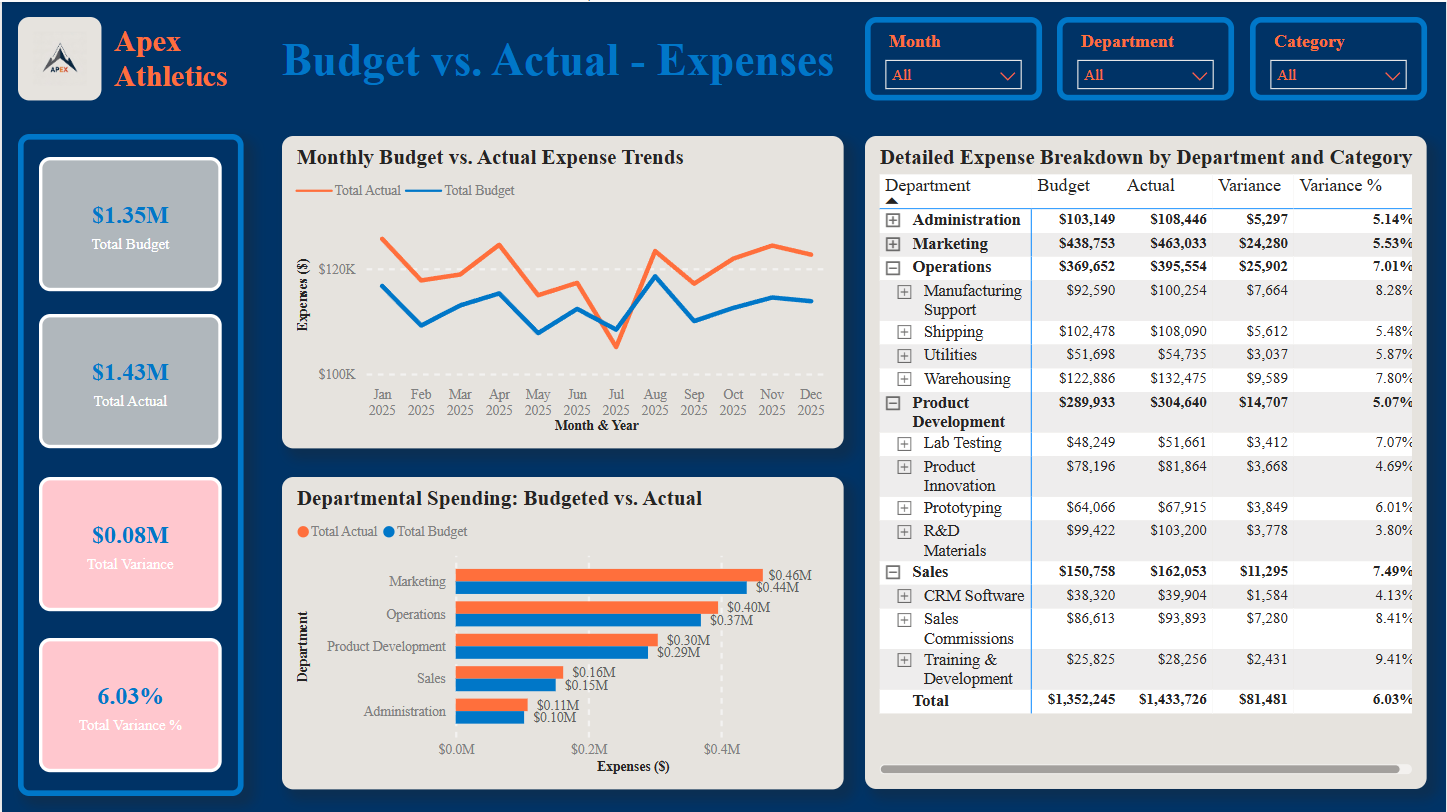 APEX
Apex
Athletics
Budget vs. Actual - Expenses
Month
All
Department
All
Category
All
$1.35M
Total Budget
$1.43M
Total Actual
$0.08M
Total Variance
6.03%
Total Variance %
Monthly Budget vs. Actual Expense Trends
Total Actual Total Budget
Expenses ($)
$120K
$100K
Jan Feb Mar Apr May Jun Jul Aug Sep Oct Nov Dec
2025 2025 2025 2025 2025 2025 2025 2025 2025 2025 2025 2025
Month & Year
Departmental Spending: Budgeted vs. Actual
Total Actual Total Budget
Department
Marketing $0.46M
$0.44M
Operations $0.40M
$0.37M
Product Development $0.30M
$0.29M
Sales $0.16M
$0.15M
Administration $0.11M
$0.10M
$0.0M $0.2M $0.4M
Expenses ($)
Detailed Expense Breakdown by Department and Category
Department Budget Actual Variance Variance %
Administration $103,149 $108,446 $5,297 5.14%
Marketing $438,753 $463,033 $24,280 5.53%
Operations $369,652 $395,554 $25,902 7.01%
Manufacturing $92,590 $100,254 $7,664 8.28%
Support
Shipping $102,478 $108,090 $5,612 5.48%
Utilities $51,698 $54,735 $3,037 5.87%
Warehousing $122,886 $132,475 $9,589 7.80%
Product $289,933 $304,640 $14,707 5.07%
Development
Lab Testing $48,249 $51,661 $3,412 7.07%
Product $78,196 $81,864 $3,668 4.69%
Innovation
Prototyping $64,066 $67,915 $3,849 6.01%
R&D $99,422 $103,200 $3,778 3.80%
Materials
Sales $150,758 $162,053 $11,295 7.49%
CRM Software $38,320 $39,904 $1,584 4.13%
Sales $86,613 $93,893 $7,280 8.41%
Commissions
Training & $25,825 $28,256 $2,431 9.41%
Development
Total $1,352,245 $1,433,726 $81,481 6.03%